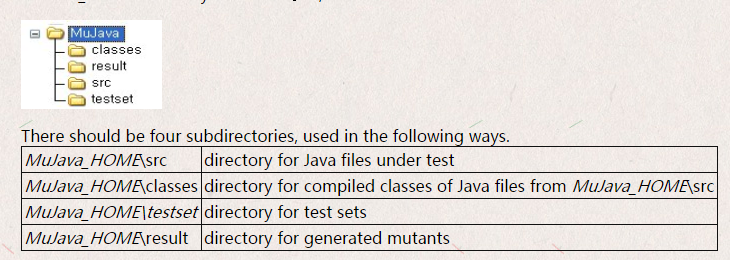 MuJava
classes
result
src
testset
There should be four subdirectories, used in the following ways.
MuJava_HOME\src directory for Java files under test
MuJava_HOME\classes directory for compiled classes of Java files from MuJava_HOME\src
MuJava_HOME\testset directory for test sets
MuJava_HOME\result directory for generated mutants